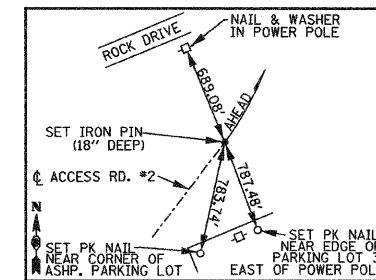 NAIL & WASHER
IN POWER POLE
ROCK DRIVE
689.08'
AHEAD
SET IRON PIN
(18" DEEP)
787.48'
783.74'
℄ ACCESS RD. #2
N
SET PK NAIL
NEAR CORNER OF
ASHP. PARKING LOT
SET PK NAIL
NEAR EDGE OF
PARKING LOT 3
EAST OF POWER POL